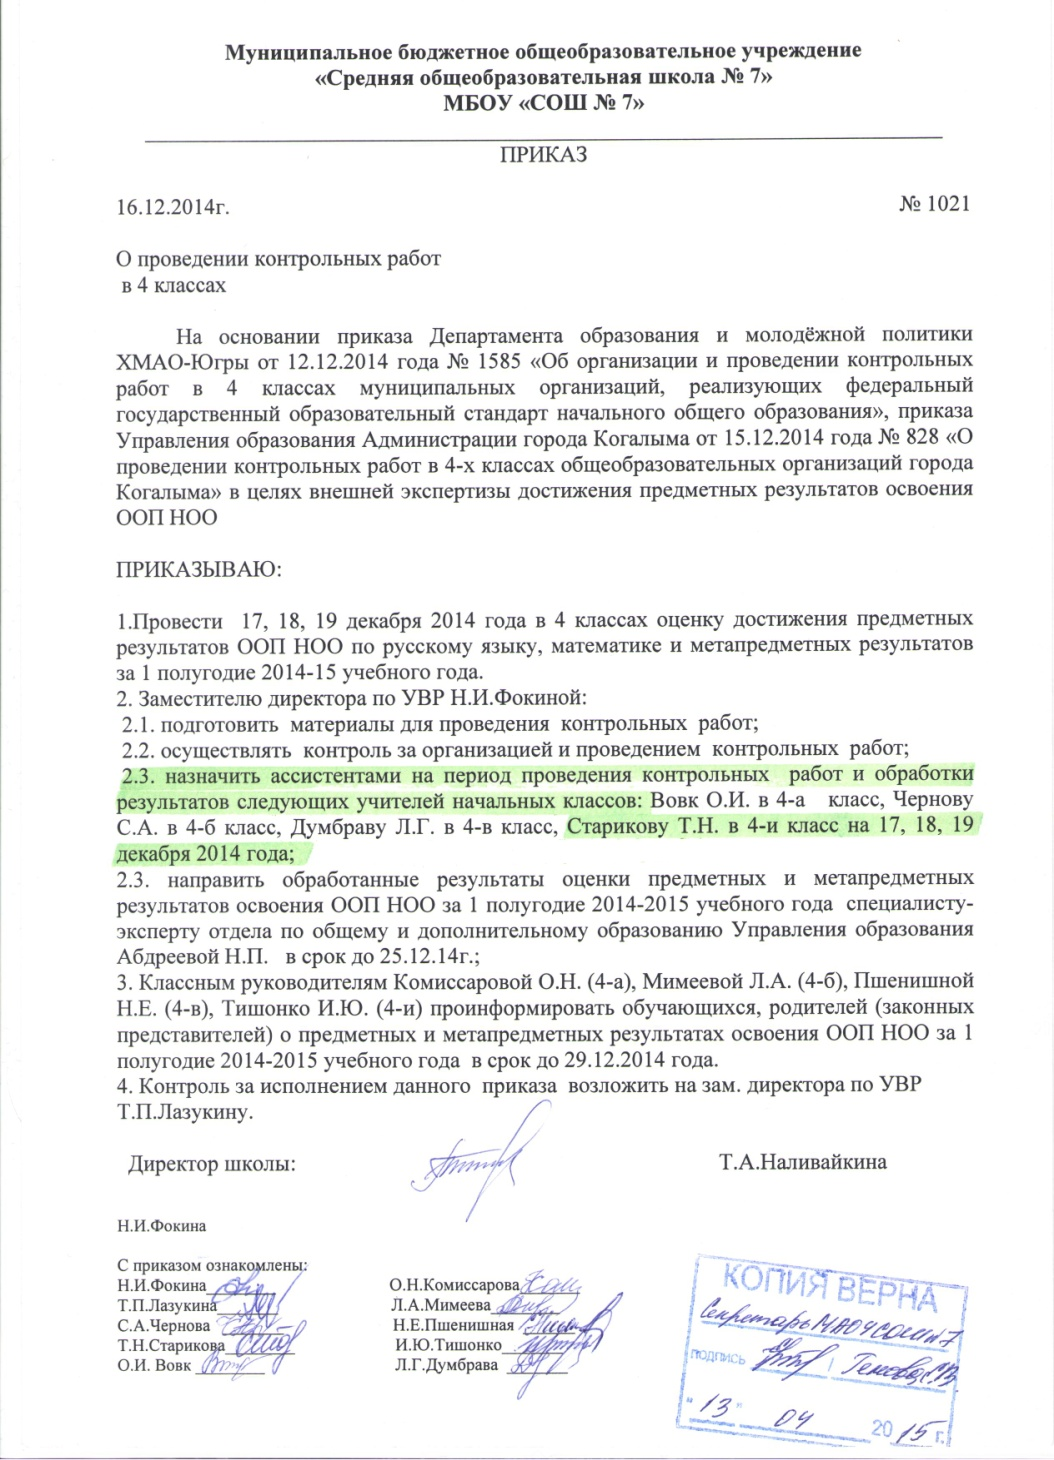 Муниципальное бюджетное общеобразовательное учреждение
«Средняя общеобразовательная школа № 7»
МБОУ «СОШ № 7»
ПРИКАЗ
16.12.2014г. № 1021
О проведении контрольных работ
в 4 классах
На основании приказа Департамента образования и молодёжной политики
ХМАО-Югры от 12.12.2014 года № 1585 «Об организации и проведении контрольных
работ в 4 классах муниципальных организаций, реализующих федеральный
государственный образовательный стандарт начального общего образования», приказа
Управления образования Администрации города Когалыма от 15.12.2014 года № 828 «О
проведении контрольных работ в 4-х классах общеобразовательных организаций города
Когалыма» в целях внешней экспертизы достижения предметных результатов освоения
ООП НОО
ПРИКАЗЫВАЮ:
1.Провести 17, 18, 19 декабря 2014 года в 4 классах оценку достижения предметных
результатов ООП НОО по русскому языку, математике и метапредметных результатов
за 1 полугодие 2014-15 учебного года.
2. Заместителю директора по УВР Н.И.Фокиной:
2.1. подготовить материалы для проведения контрольных работ;
2.2. осуществлять контроль за организацией и проведением контрольных работ;
2.3. назначить ассистентами на период проведения контрольных работ и обработки
результатов следующих учителей начальных классов: Вовк О.И. в 4-а класс, Чернову
С.А. в 4-б класс, Думбраву Л.Г. в 4-в класс, Старикову Т.Н. в 4-и класс на 17, 18, 19
декабря 2014 года;
2.3. направить обработанные результаты оценки предметных и метапредметных
результатов освоения ООП НОО за 1 полугодие 2014-2015 учебного года специалисту-
эксперту отдела по общему и дополнительному образованию Управления образования
Абдреевой Н.П. в срок до 25.12.14г.;
3. Классным руководителям Комиссаровой О.Н. (4-а), Мимеевой Л.А. (4-б), Пшенишной
Н.Е. (4-в), Тишонко И.Ю. (4-и) проинформировать обучающихся, родителей (законных
представителей) о предметных и метапредметных результатах освоения ООП НОО за 1
полугодие 2014-2015 учебного года в срок до 29.12.2014 года.
4. Контроль за исполнением данного приказа возложить на зам. директора по УВР
Т.П.Лазукину.
Директор школы: Т.А.Наливайкина
Н.И.Фокина
С приказом ознакомлены:
Н.И.Фокина О.Н.Комиссарова
Т.П.Лазукина Л.А.Мимеева
С.А.Чернова Н.Е.Пшенишная
Т.Н.Старикова И.Ю.Тишонко
О.И. Вовк Л.Г.Думбрава
КОПИЯ ВЕРНА
Секретарь МАОУ СОШ №7
ПОДПИСЬ
"13" 04 2015 г.